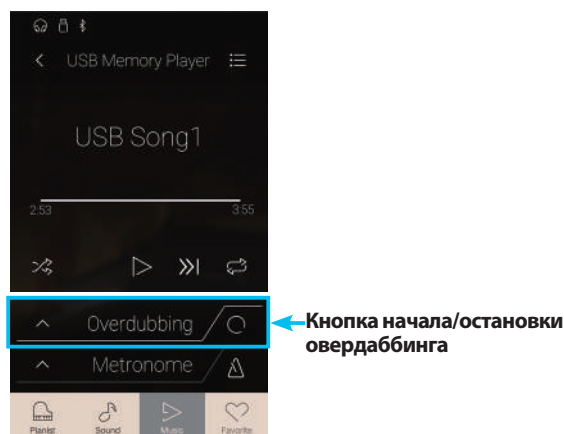 USB Memory Player
USB Song1
2:53 3:55
Overdubbing
Metronome
Pianist Sound Music Favorite
Кнопка начала/остановки
овердаббинга